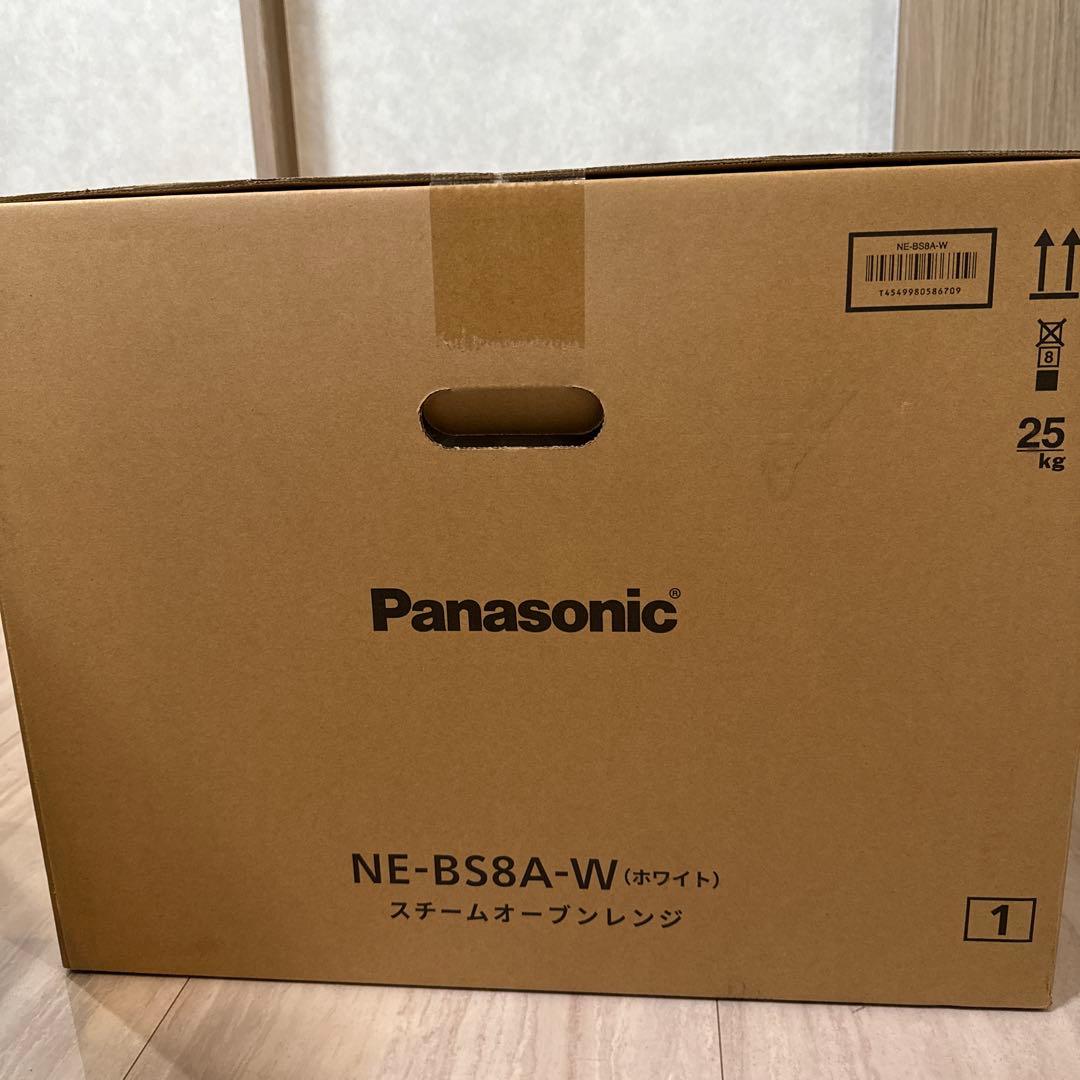 NE-BS8A-W
T4549980586709
8
25
kg
Panasonic®
NE-BS8A-W(ホワイト)
スチームオーブンレンジ
1